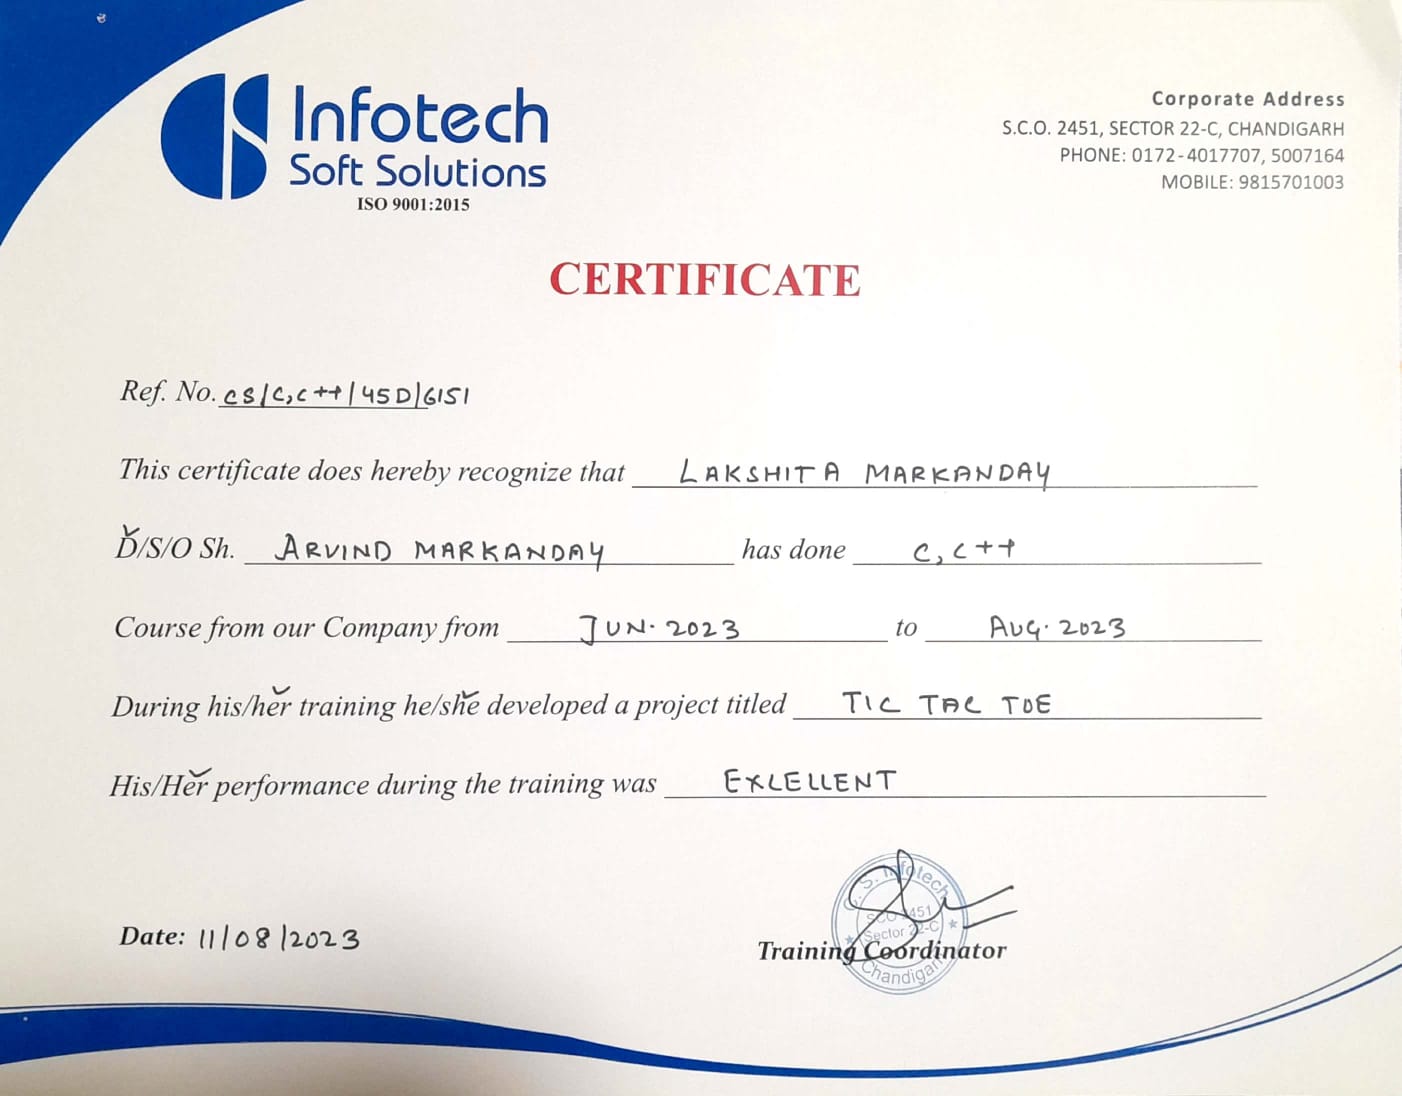 CS Infotech
Soft Solutions
ISO 9001:2015
Corporate Address
S.C.O. 2451, SECTOR 22-C, CHANDIGARH
PHONE: 0172-4017707, 5007164
MOBILE: 9815701003
CERTIFICATE
Ref. No. CS/C,C++/45D/6151
This certificate does hereby recognize that LAKSHITA MARKANDAY
D/S/O Sh. ARVIND MARKANDAY has done C, C++
Course from our Company from JUN. 2023 to AUG. 2023
During his/her training he/she developed a project titled TIC TAC TOE
His/Her performance during the training was EXLELLENT
C. S. Infotech
SCO 2451
Sector 22-C
Chandigarh
Date: 11/08/2023
Training Coordinator